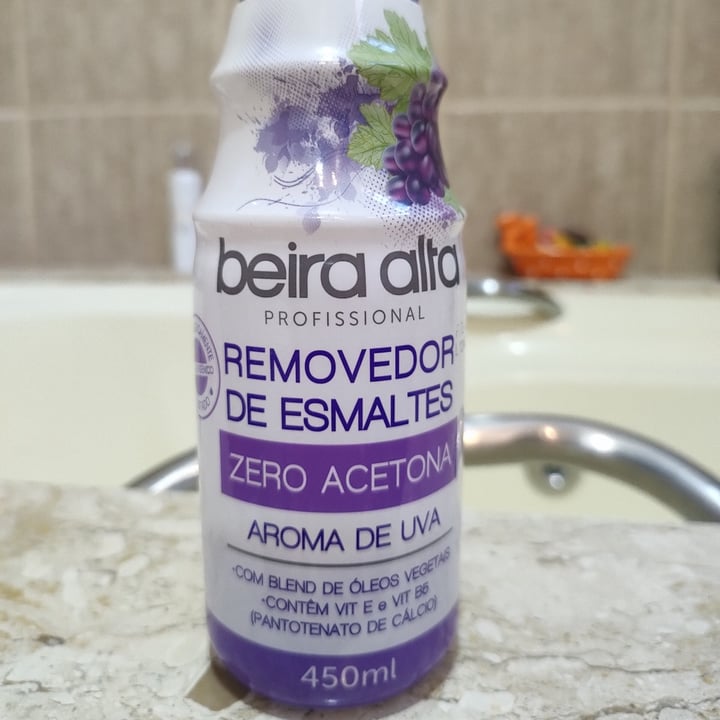 beira alta
PROFISSIONAL
REMOVEDOR
DE ESMALTES
ZERO ACETONA
AROMA DE UVA
•COM BLEND DE ÓLEOS VEGETAIS
•CONTÊM VIT E e VIT B5
(PANTOTENATO DE CÁLCIO)
450ml